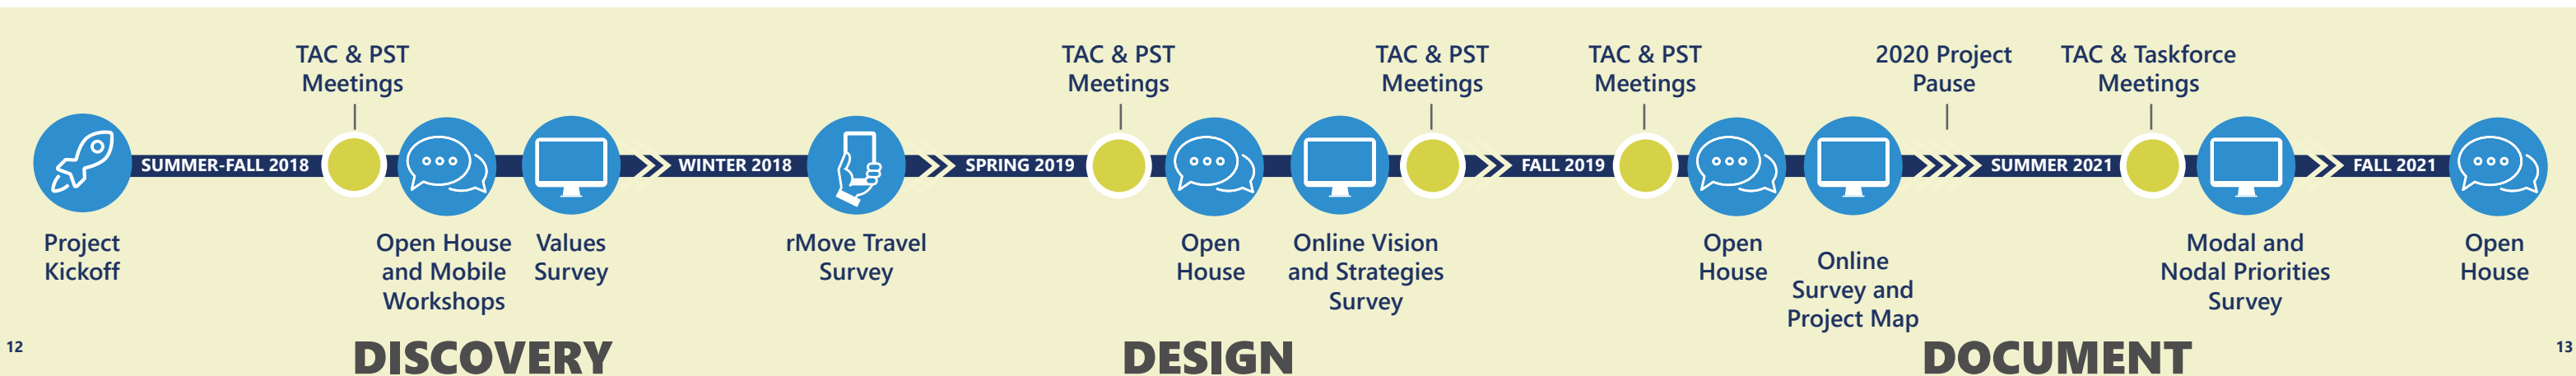 TAC & PST
Meetings
TAC & PST
Meetings
TAC & PST
Meetings
TAC & PST
Meetings
2020 Project
Pause
TAC & Taskforce
Meetings
SUMMER-FALL 2018
WINTER 2018
SPRING 2019
FALL 2019
SUMMER 2021
FALL 2021
Project
Kickoff
Open House
and Mobile
Workshops
Values
Survey
rMove Travel
Survey
Open
House
Online Vision
and Strategies
Survey
Open
House
Online
Survey and
Project Map
Modal and
Nodal Priorities
Survey
Open
House
12
DISCOVERY
DESIGN
DOCUMENT
13